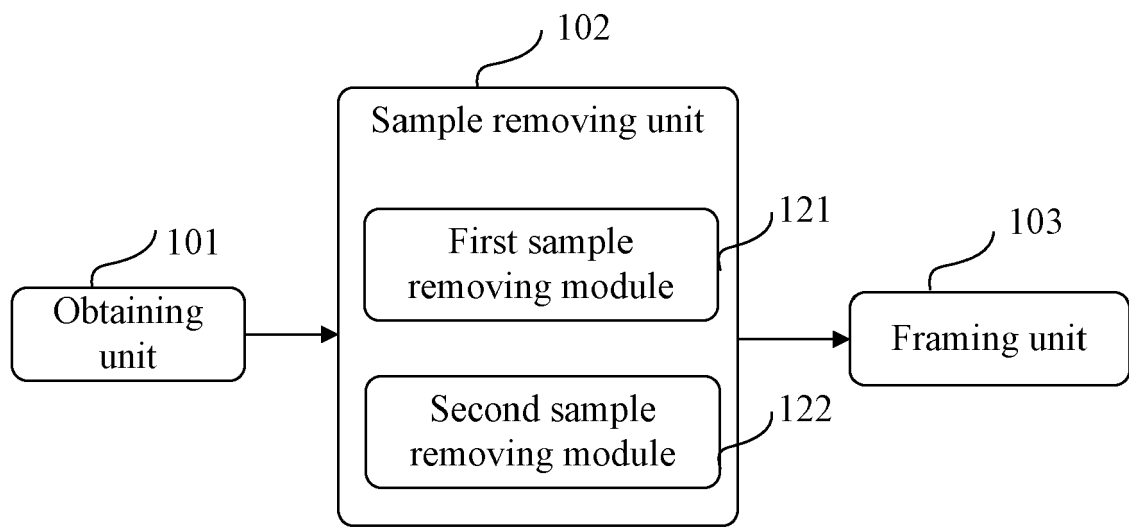 102
Sample removing unit
121
First sample
removing module
101
103
Obtaining
unit
Framing unit
Second sample
removing module
122